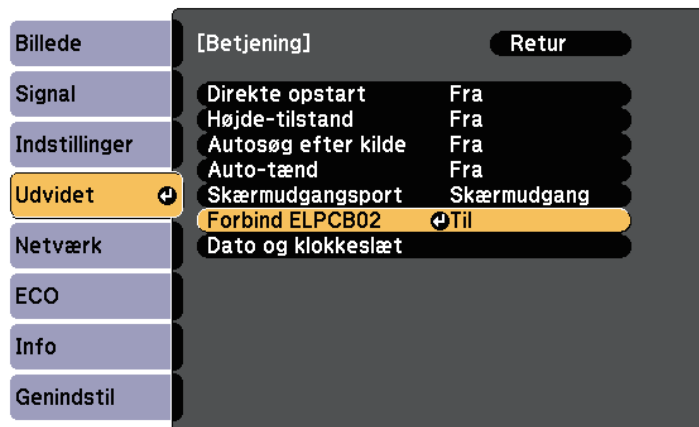 Billede
Signal
Indstillinger
Udvidet
Netværk
ECO
Info
Genindstil
[Betjening] Retur
Direkte opstart Fra
Højde-tilstand Fra
Autosøg efter kilde Fra
Auto-tænd Fra
Skærmudgangsport Skærmudgang
Forbind ELPCB02 Til
Dato og klokkeslæt